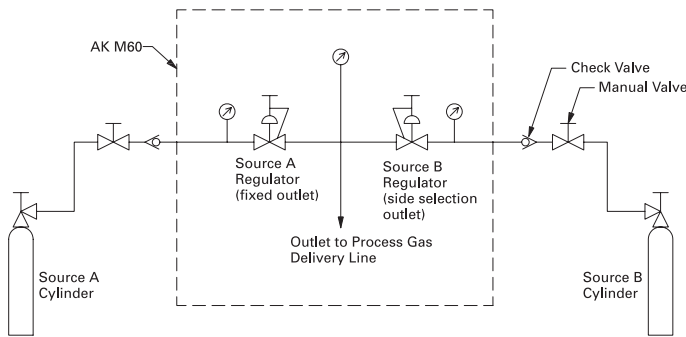 AK M60
Check Valve
Manual Valve
Source A
Regulator
(fixed outlet)
Source B
Regulator
(side selection
outlet)
Outlet to Process Gas
Delivery Line
Source A
Cylinder
Source B
Cylinder